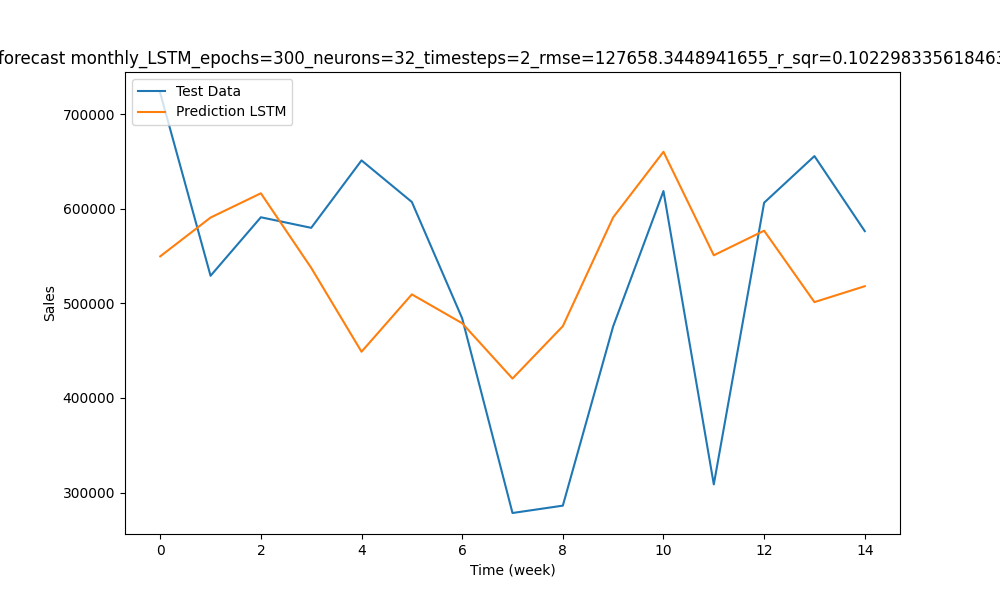 forecast monthly_LSTM_epochs=300_neurons=32_timesteps=2_rmse=127658.3448941655_r_sqr=0.102298335618463
Test Data
Prediction LSTM
700000
600000
500000
400000
300000
Sales
0 2 4 6 8 10 12 14
Time (week)